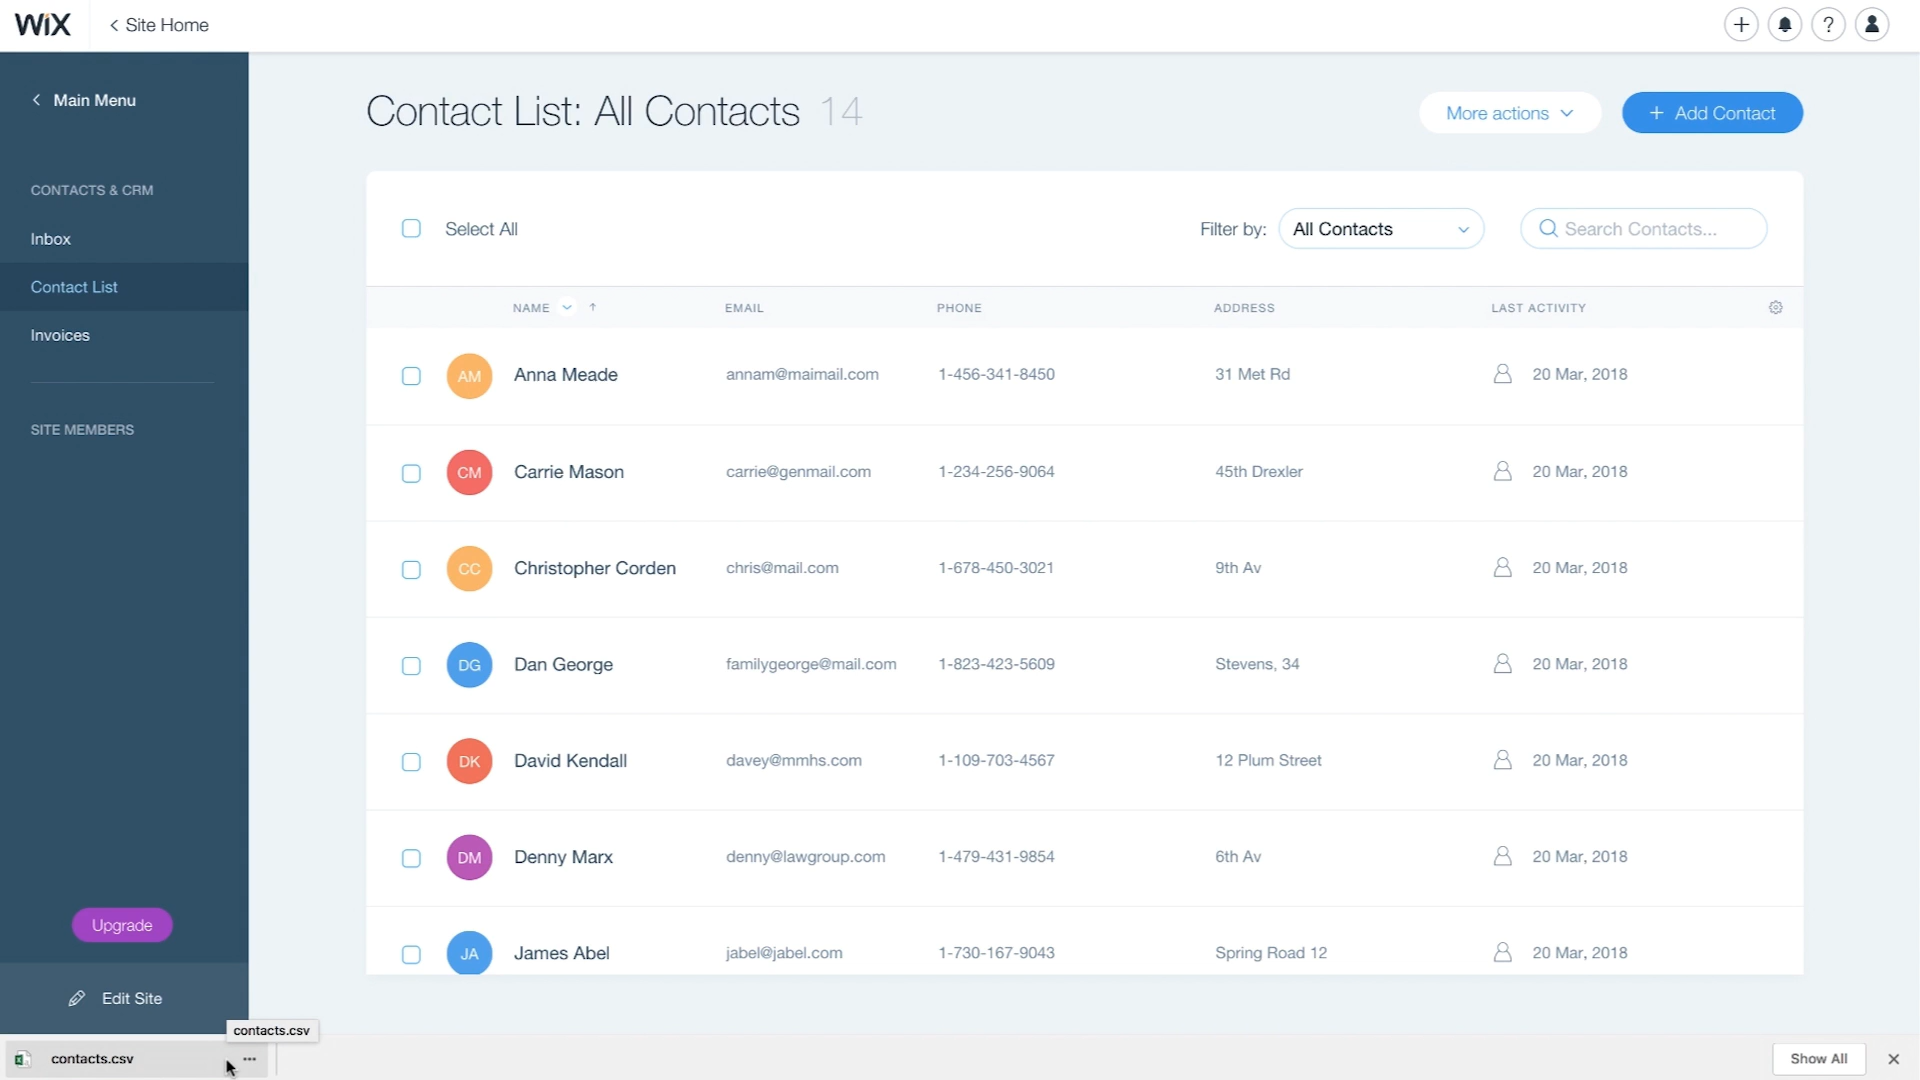 WiX
Site Home
Main Menu
CONTACTS & CRM
Inbox
Contact List
Invoices
SITE MEMBERS
Upgrade
Edit Site
Contact List: All Contacts 14
More actions
+ Add Contact
Select All
Filter by: All Contacts
Search Contacts...
NAME EMAIL PHONE ADDRESS LAST ACTIVITY
AM Anna Meade annam@maimail.com 1-456-341-8450 31 Met Rd 20 Mar, 2018
CM Carrie Mason carrie@genmail.com 1-234-256-9064 45th Drexler 20 Mar, 2018
CC Christopher Corden chris@mail.com 1-678-450-3021 9th Av 20 Mar, 2018
DG Dan George familygeorge@mail.com 1-823-423-5609 Stevens, 34 20 Mar, 2018
DK David Kendall davey@mmhs.com 1-109-703-4567 12 Plum Street 20 Mar, 2018
DM Denny Marx denny@lawgroup.com 1-479-431-9854 6th Av 20 Mar, 2018
JA James Abel jabel@jabel.com 1-730-167-9043 Spring Road 12 20 Mar, 2018
contacts.csv
contacts.csv
Show All